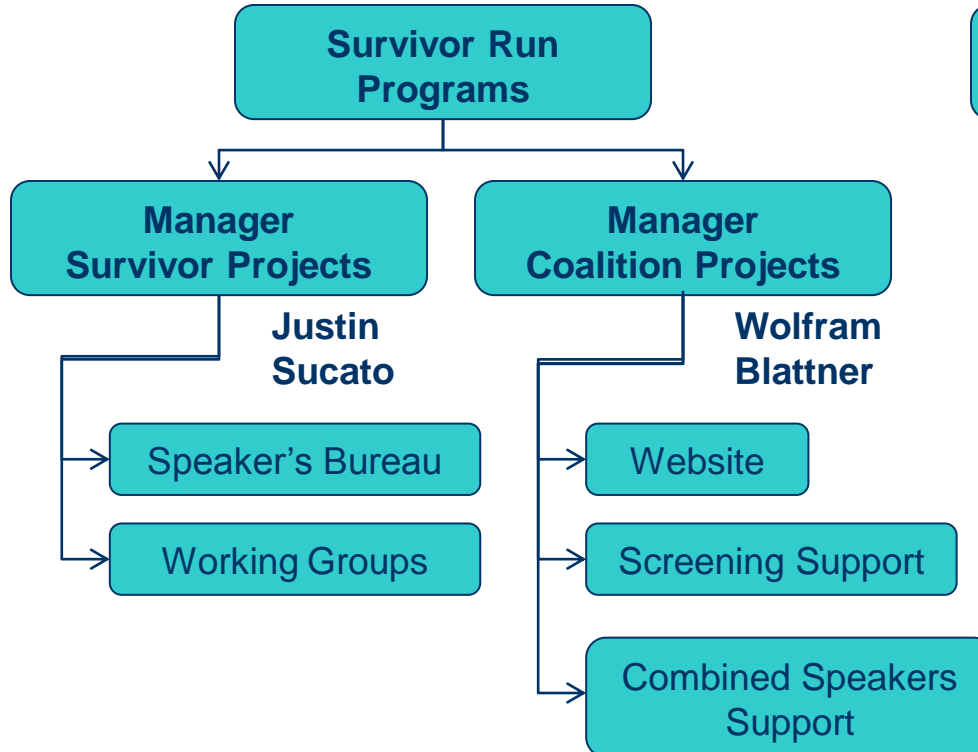 Survivor Run
Programs
Manager
Survivor Projects
Manager
Coalition Projects
Justin
Sucato
Wolfram
Blattner
Speaker’s Bureau
Website
Working Groups
Screening Support
Combined Speakers
Support